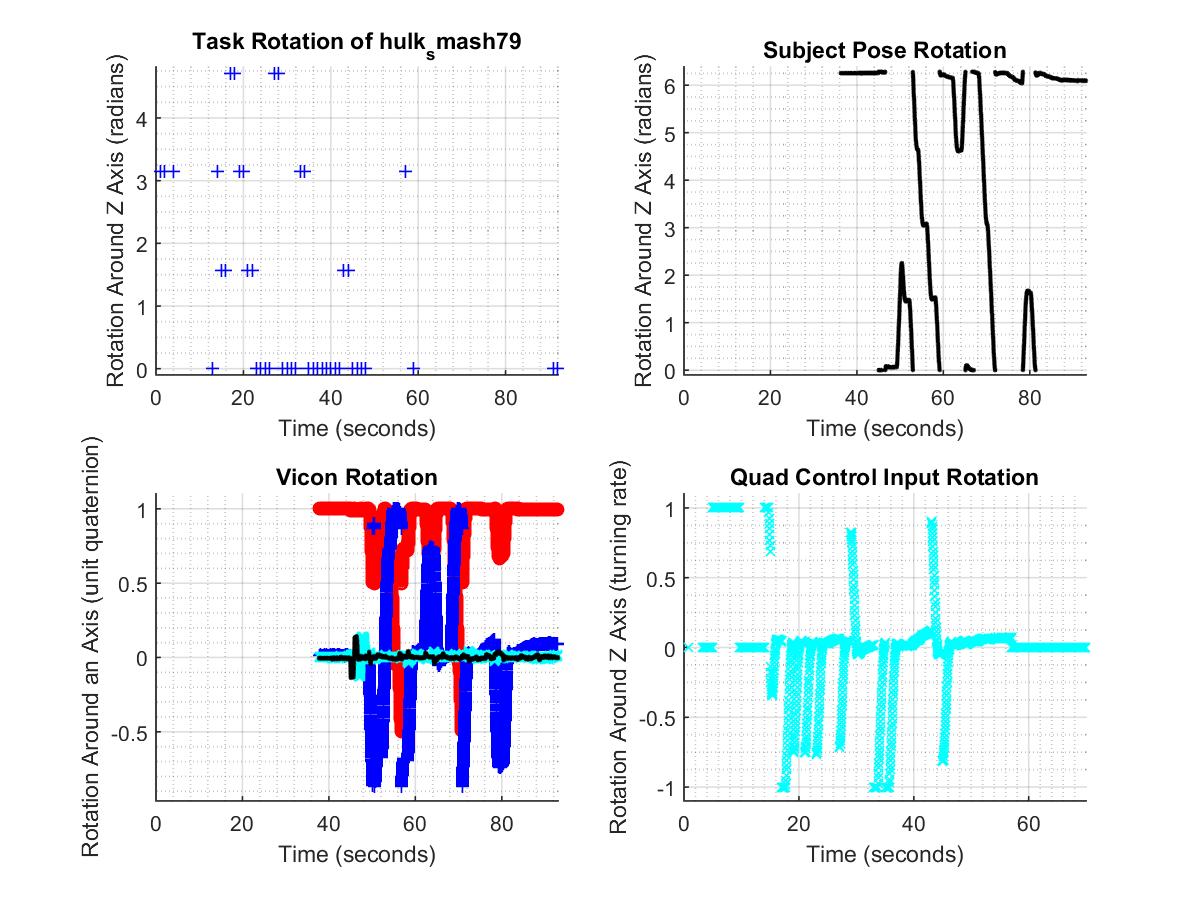 Task Rotation of hulksmash79
Rotation Around Z Axis (radians)
4
3
2
1
0
0 20 40 60 80
Time (seconds)
Subject Pose Rotation
Rotation Around Z Axis (radians)
6
5
4
3
2
1
0
0 20 40 60 80
Time (seconds)
Vicon Rotation
Rotation Around an Axis (unit quaternion)
1
0.5
0
-0.5
0 20 40 60 80
Time (seconds)
Quad Control Input Rotation
Rotation Around Z Axis (turning rate)
1
0.5
0
-0.5
-1
0 20 40 60
Time (seconds)